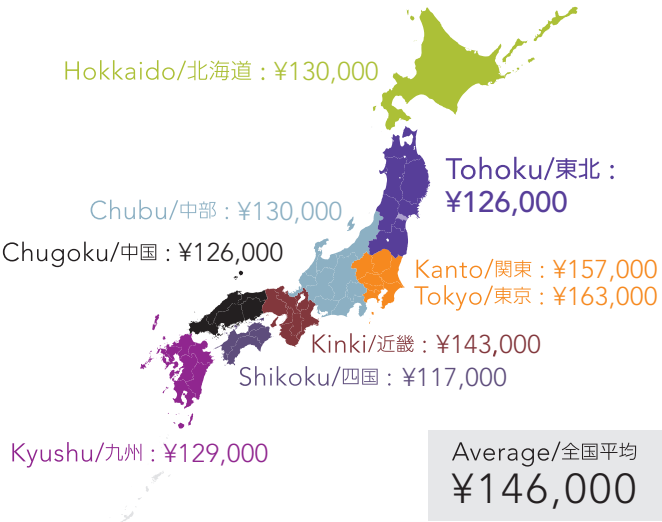 Hokkaido/北海道 : ¥130,000
Tohoku/東北 :
¥126,000
Chubu/中部 : ¥130,000
Chugoku/中国 : ¥126,000
Kanto/関東 : ¥157,000
Tokyo/東京 : ¥163,000
Kinki/近畿 : ¥143,000
Shikoku/四国 : ¥117,000
Kyushu/九州 : ¥129,000
Average/全国平均
¥146,000